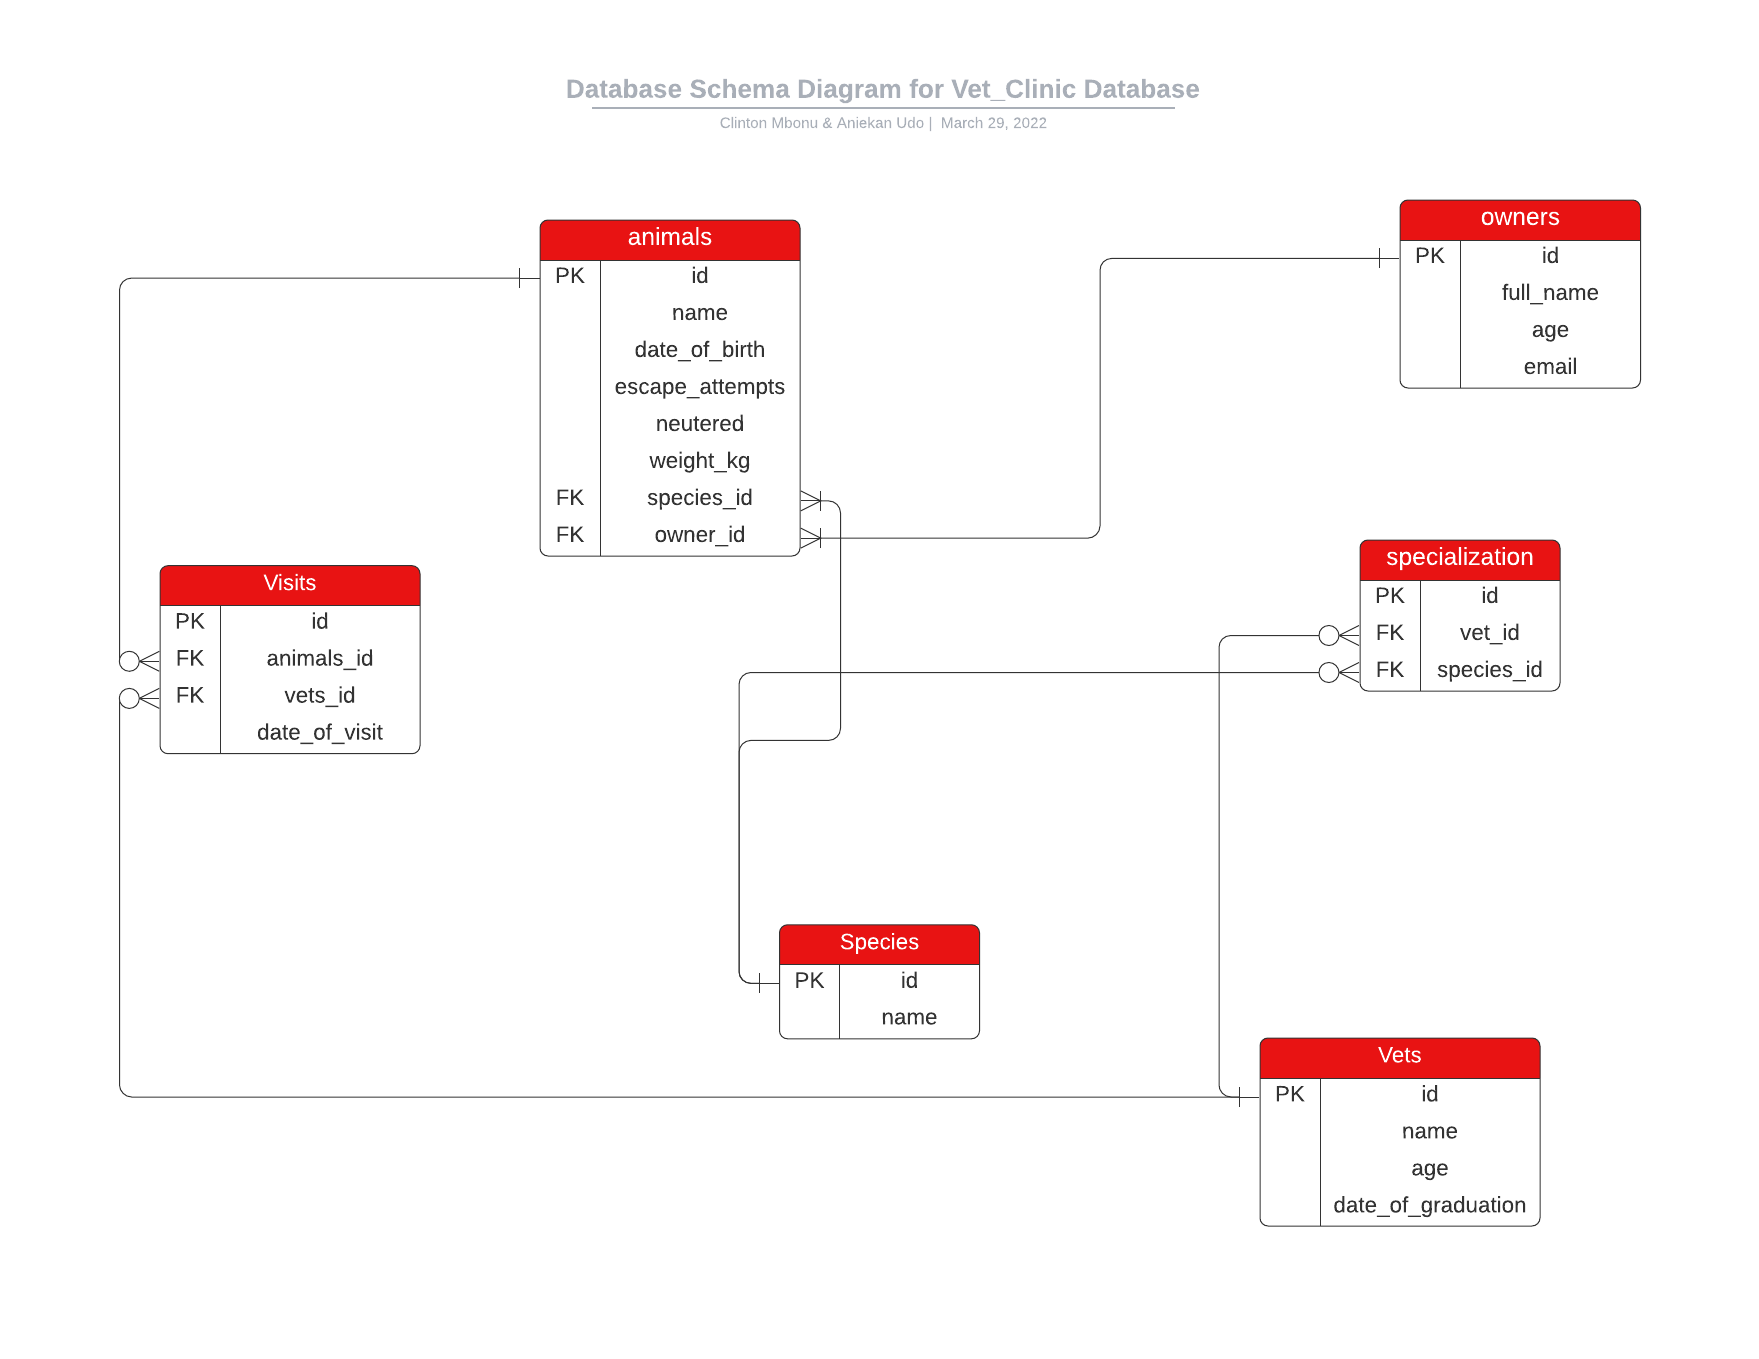 Database Schema Diagram for Vet_Clinic Database
Clinton Mbonu & Aniekan Udo | March 29, 2022
animals
PK id
name
date_of_birth
escape_attempts
neutered
weight_kg
FK species_id
FK owner_id
owners
PK id
full_name
age
email
Visits
PK id
FK animals_id
FK vets_id
date_of_visit
specialization
PK id
FK vet_id
FK species_id
Species
PK id
name
Vets
PK id
name
age
date_of_graduation